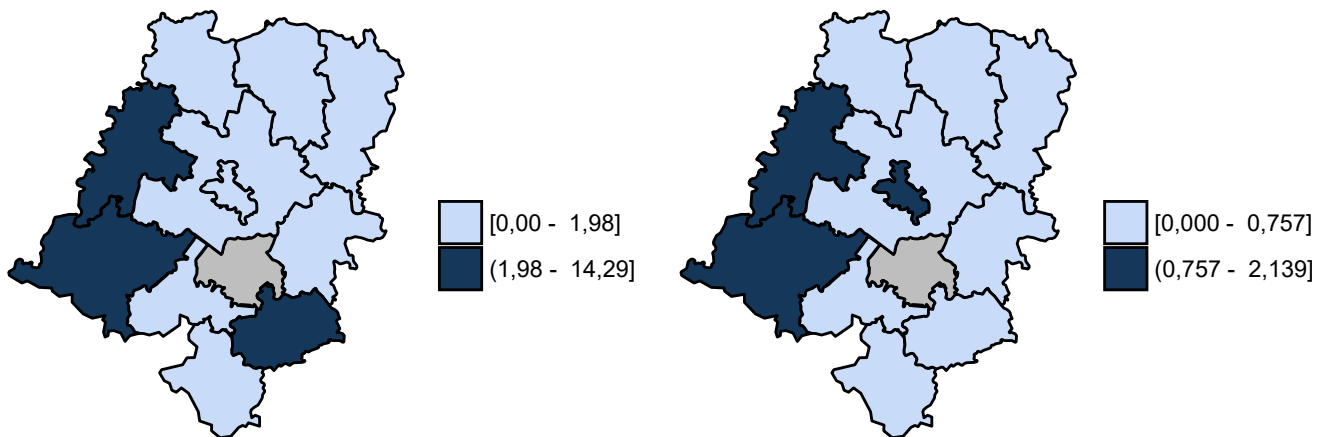 [0,00 - 1,98]
(1,98 - 14,29]
[0,000 - 0,757]
(0,757 - 2,139]